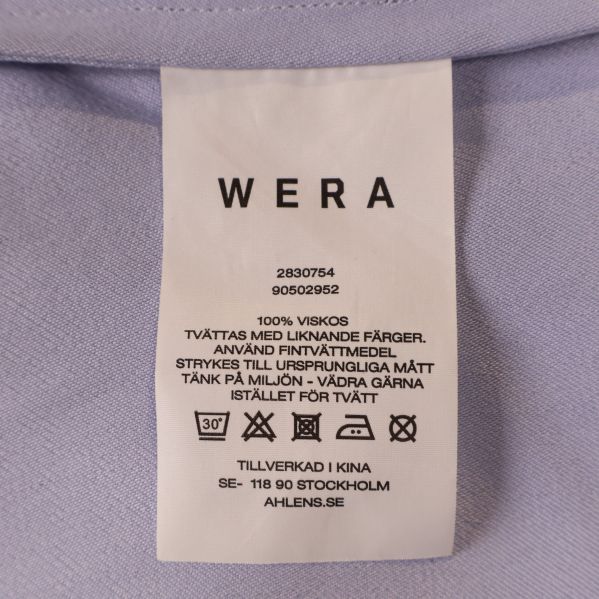 WERA
2830754
90502952
100% VISKOS
TVÄTTAS MED LIKNANDE FÄRGER.
ANVÄND FINTVÄTTMEDEL
STRYKES TILL URSPRUNGLIGA MÅTT
TÄNK PÅ MILJÖN - VÄDRA GÄRNA
ISTÄLLET FÖR TVÄTT
30°
TILLVERKAD I KINA
SE- 118 90 STOCKHOLM
AHLENS.SE